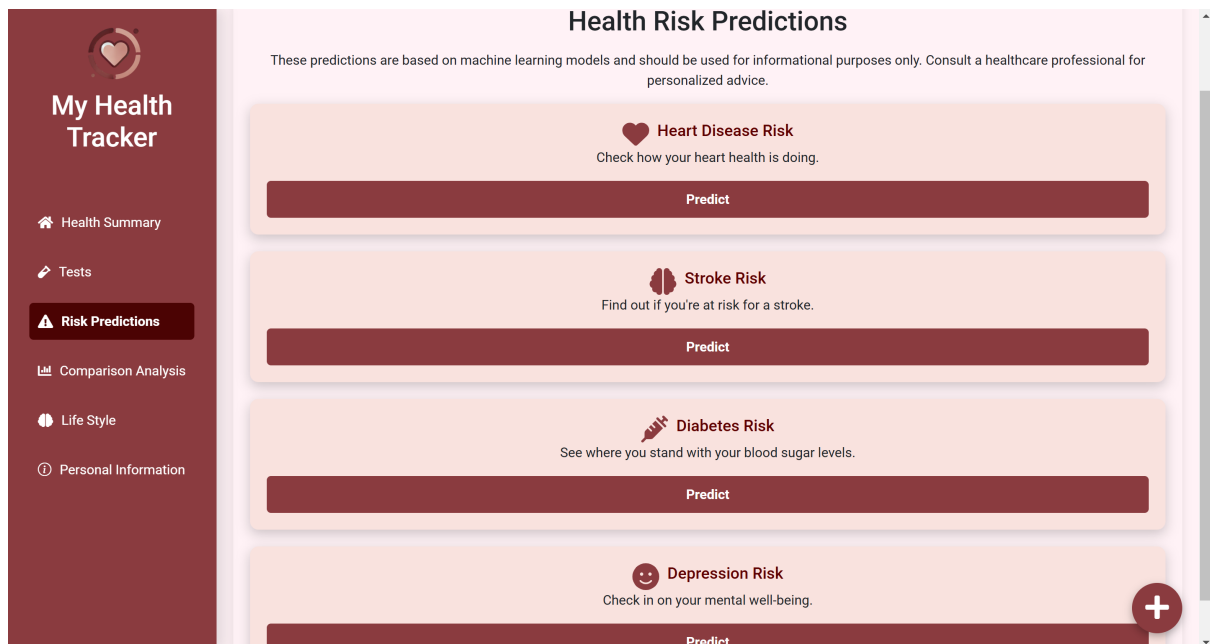 My Health
Tracker
Health Summary
Tests
Risk Predictions
Comparison Analysis
Life Style
Personal Information
Health Risk Predictions
These predictions are based on machine learning models and should be used for informational purposes only. Consult a healthcare professional for
personalized advice.
Heart Disease Risk
Check how your heart health is doing.
Predict
Stroke Risk
Find out if you're at risk for a stroke.
Predict
Diabetes Risk
See where you stand with your blood sugar levels.
Predict
Depression Risk
Check in on your mental well-being.
Predict